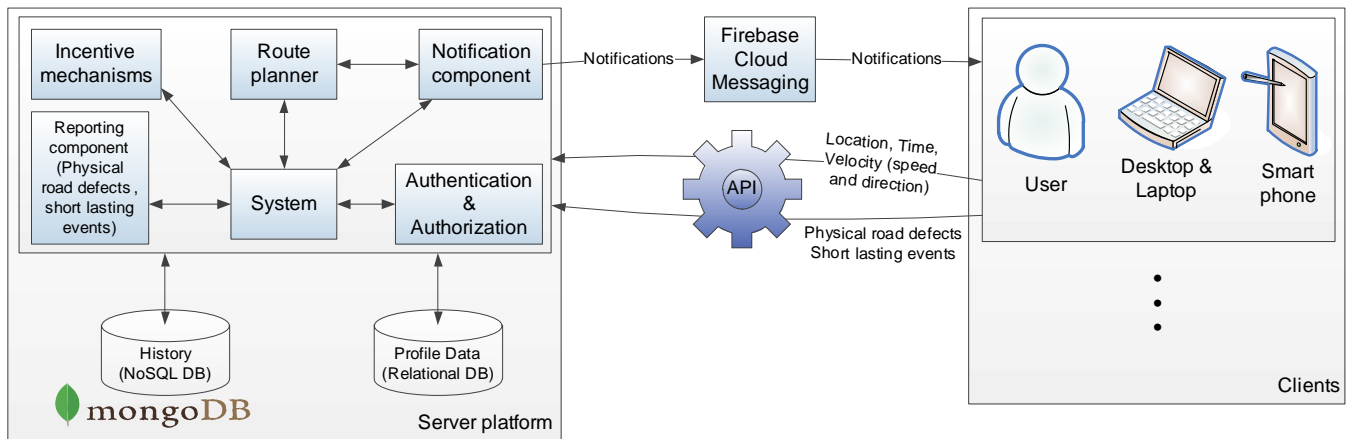 Incentive
mechanisms
Route
planner
Notification
component
Notifications
Firebase
Cloud
Messaging
Notifications
Reporting
component
(Physical
road defects ,
short lasting
events)
System
Authentication
&
Authorization
API
Location, Time,
Velocity (speed
and direction)
Physical road defects
Short lasting events
User
Desktop &
Laptop
Smart
phone
History
(NoSQL DB)
Profile Data
(Relational DB)
mongoDB
Server platform
Clients